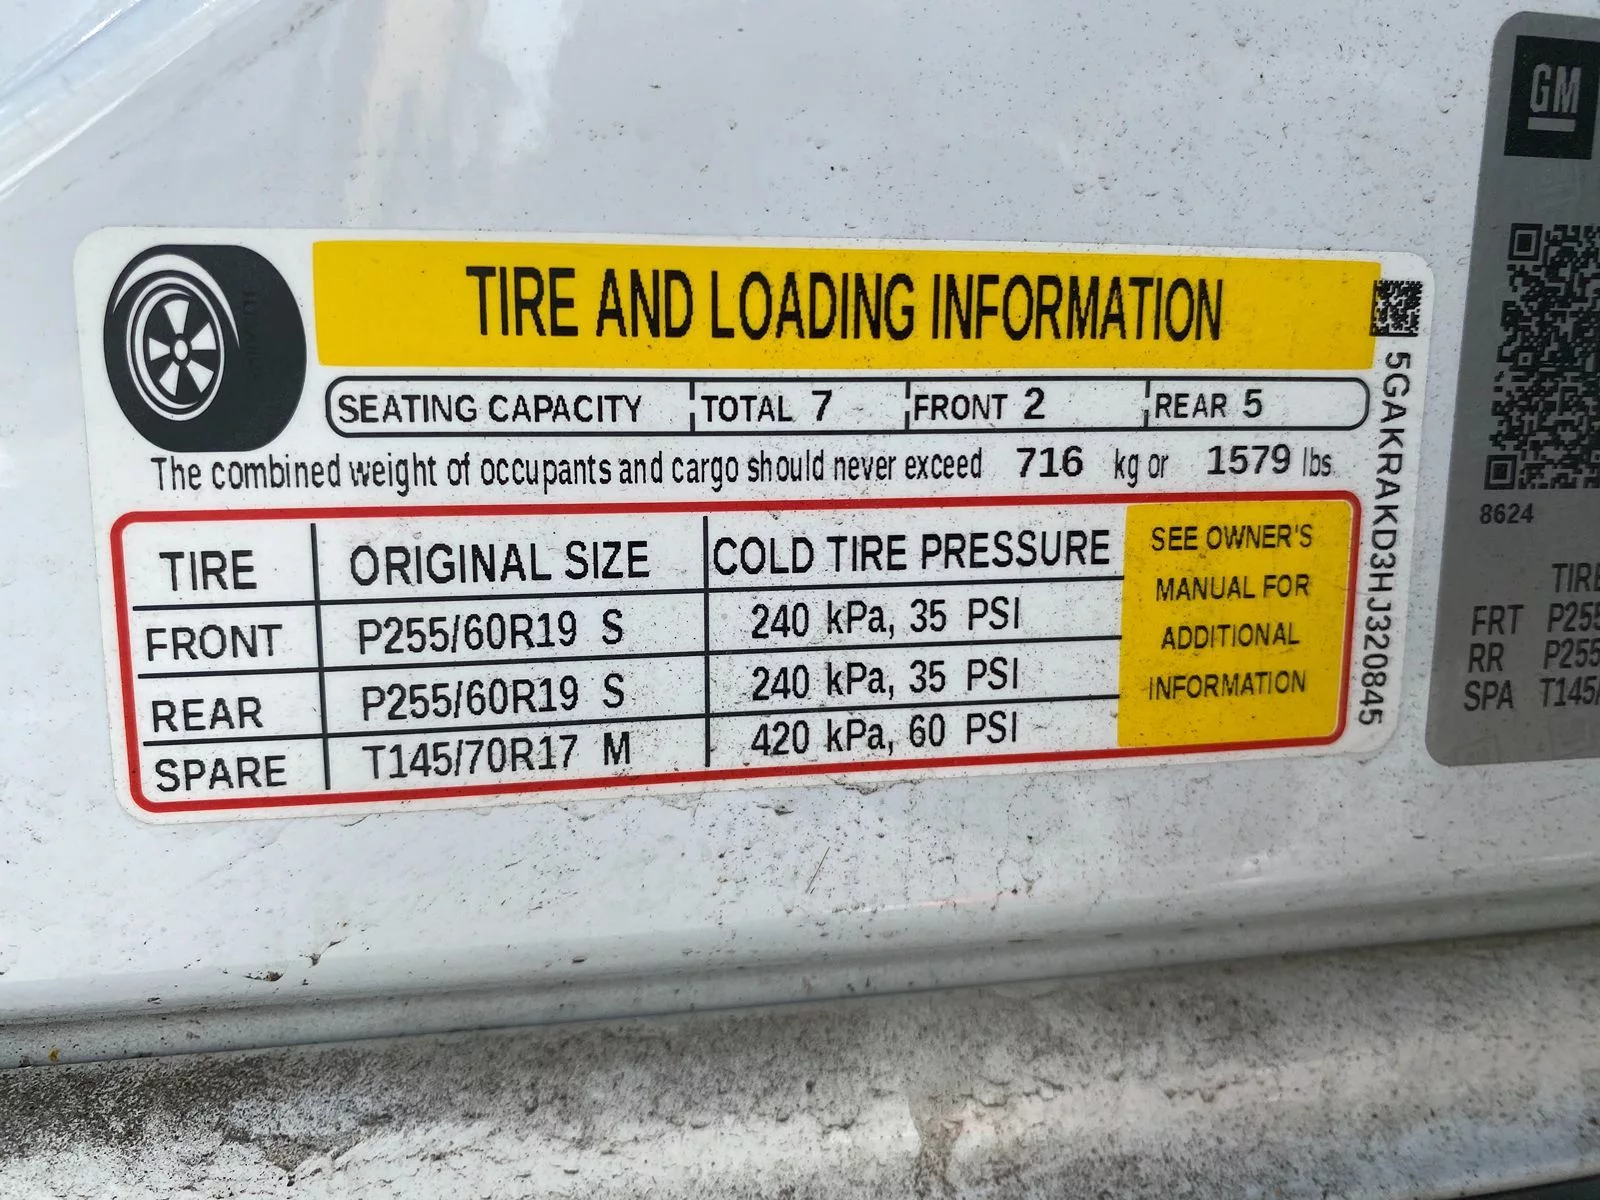 TIRE AND LOADING INFORMATION
SEATING CAPACITY TOTAL 7 FRONT 2 REAR 5
The combined weight of occupants and cargo should never exceed 716 kg or 1579 lbs.
TIRE ORIGINAL SIZE COLD TIRE PRESSURE
FRONT P255/60R19 S 240 kPa, 35 PSI
REAR P255/60R19 S 240 kPa, 35 PSI
SPARE T145/70R17 M 420 kPa, 60 PSI
SEE OWNER'S
MANUAL FOR
ADDITIONAL
INFORMATION
5GAKRAKD3HJ320845
GM
8624
TIRE
FRT P255
RR P255
SPA T145/